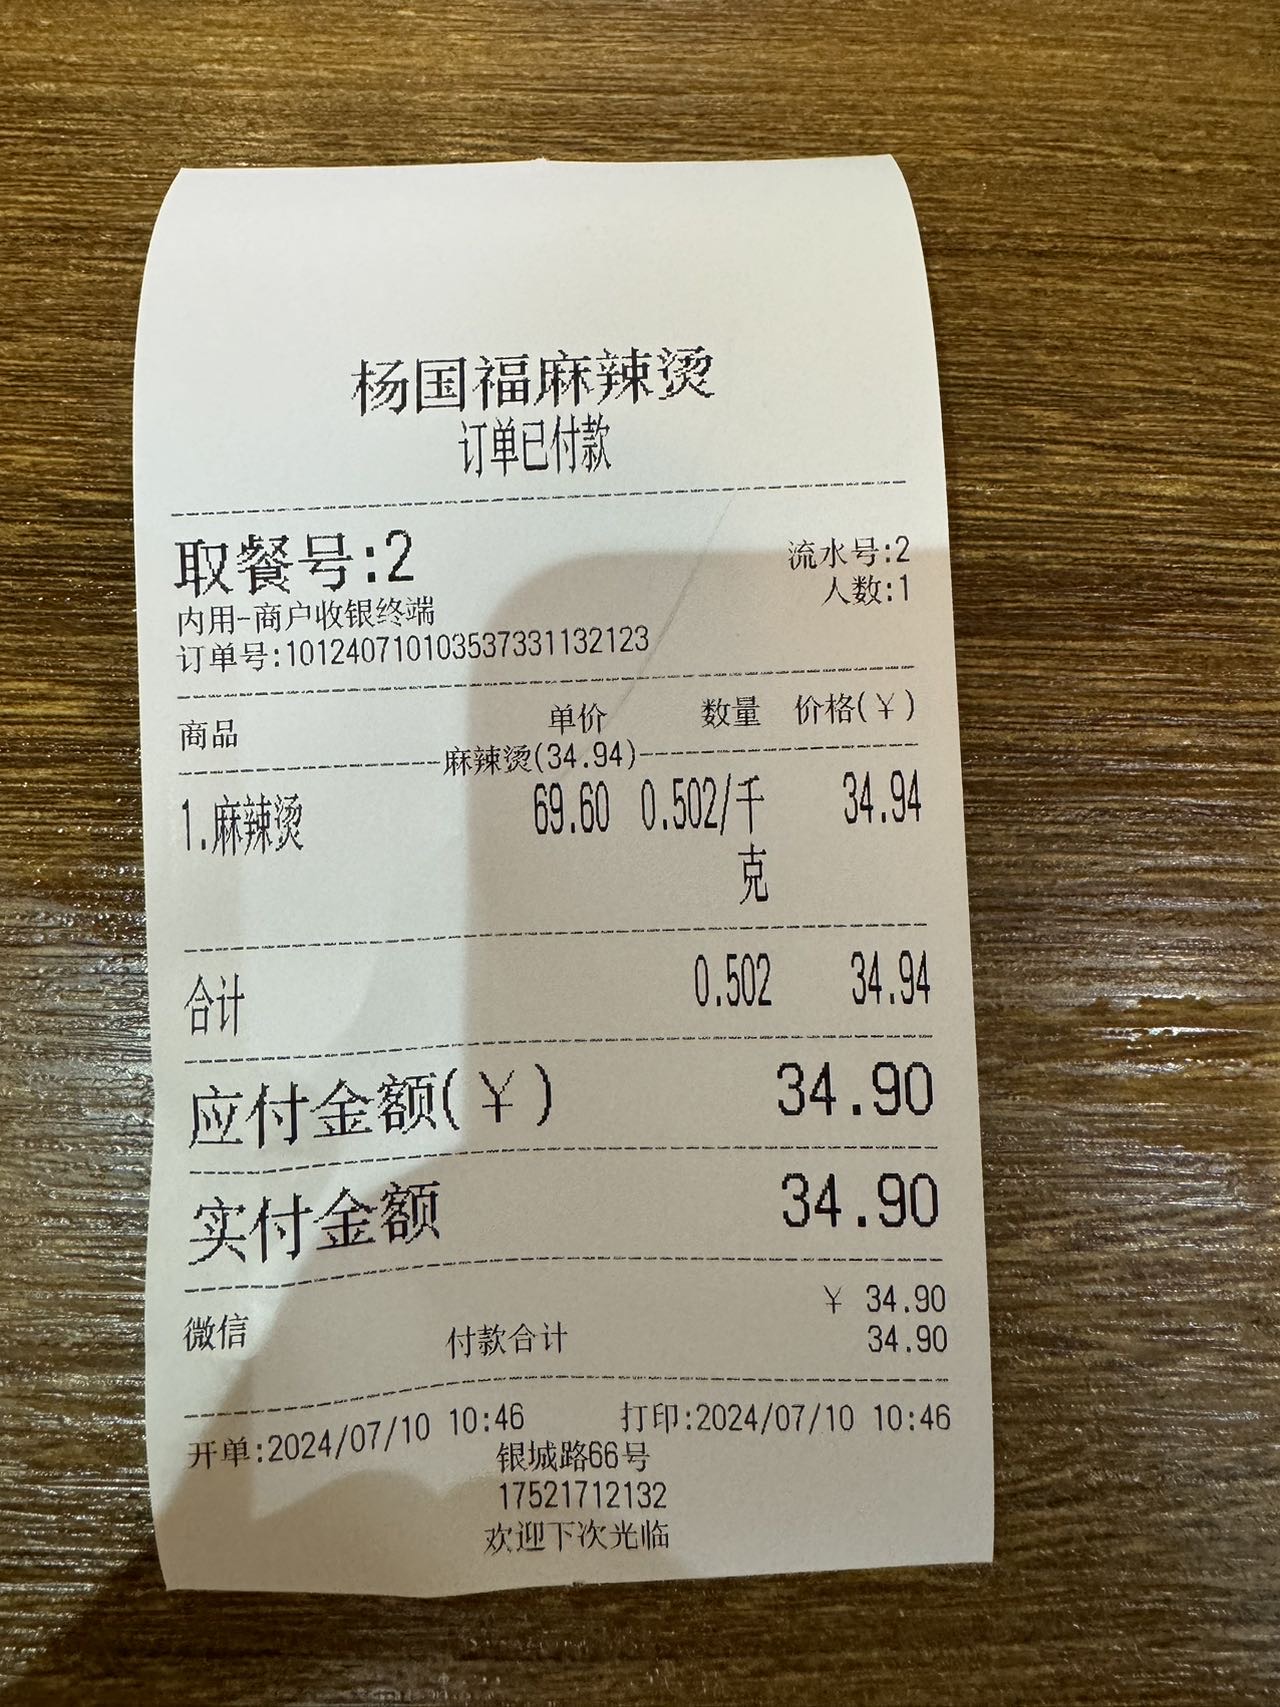 杨国福麻辣烫
订单已付款
取餐号:2 流水号:2
人数:1
内用-商户收银终端
订单号:101240710103537331132123
商品 单价 数量 价格(¥)
麻辣烫(34.94)
1.麻辣烫 69.60 0.502/千 34.94
克
合计 0.502 34.94
应付金额(¥) 34.90
实付金额 34.90
微信 ¥ 34.90
付款合计 34.90
开单:2024/07/10 10:46 打印:2024/07/10 10:46
银城路66号
17521712132
欢迎下次光临